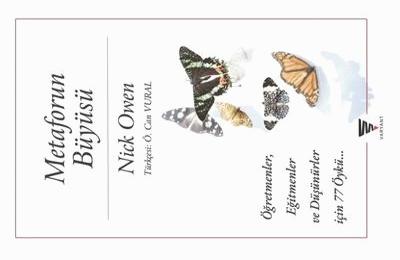 Metaforun
Büyüsü
Nick Owen
Türkçesi: Ö. Can VURAL
Öğretmenler,
Eğitmenler
ve Düşünürler
için 77 Öykü...
VARYANT